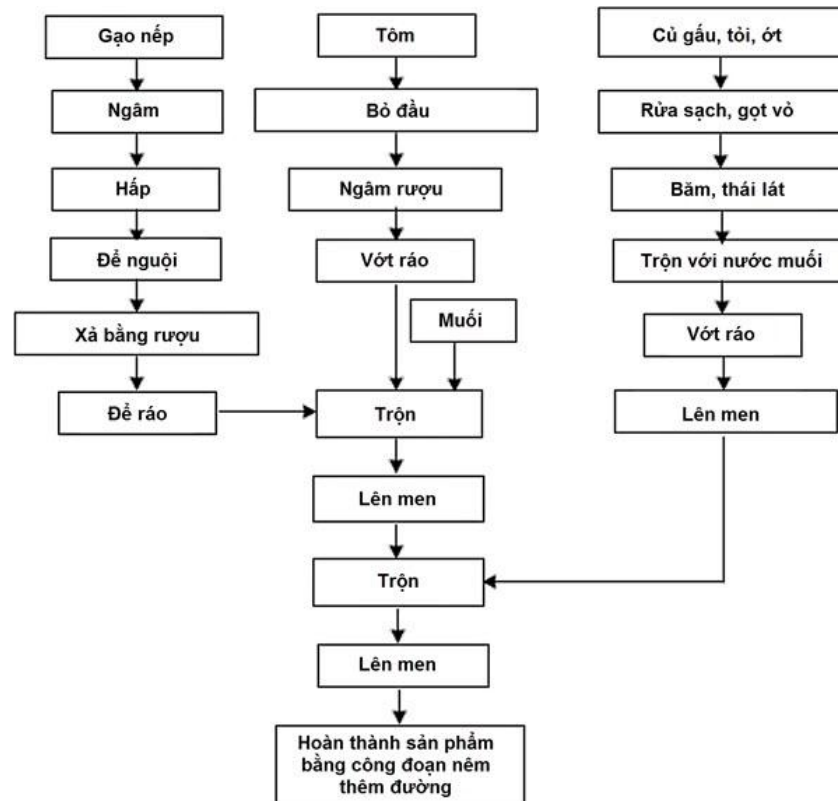 Gạo nếp
Tôm
Củ gấu, tỏi, ớt
Ngâm
Bỏ đầu
Rửa sạch, gọt vỏ
Hấp
Ngâm rượu
Băm, thái lát
Để nguội
Vớt ráo
Trộn với nước muối
Xả bằng rượu
Muối
Vớt ráo
Để ráo
Trộn
Lên men
Lên men
Trộn
Lên men
Hoàn thành sản phẩm
bằng công đoạn nêm
thêm đường